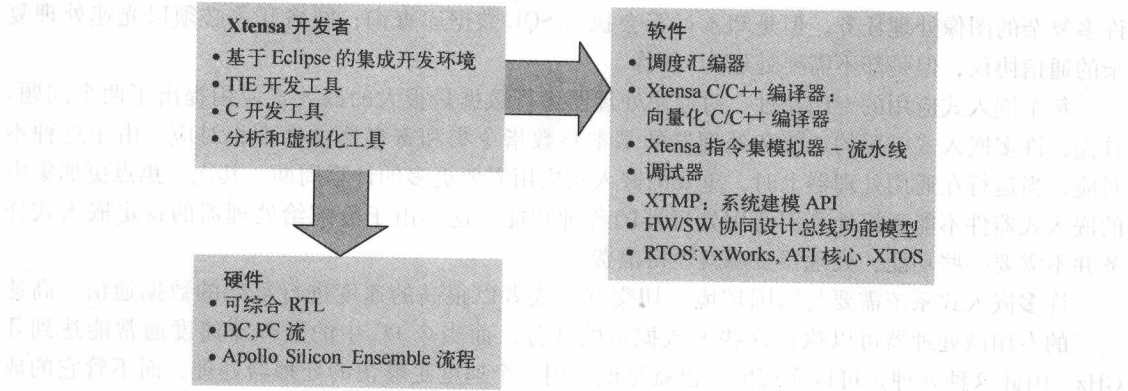 Xtensa 开发者
• 基于 Eclipse 的集成开发环境
• TIE 开发工具
• C 开发工具
• 分析和虚拟化工具
软件
• 调度汇编器
• Xtensa C/C++ 编译器；
向量化 C/C++ 编译器
• Xtensa 指令集模拟器 – 流水线
• 调试器
• XTMP：系统建模 API
• HW/SW 协同设计总线功能模型
• RTOS:VxWorks, ATI 核心 ,XTOS
硬件
• 可综合 RTL
• DC,PC 流
• Apollo Silicon_Ensemble 流程